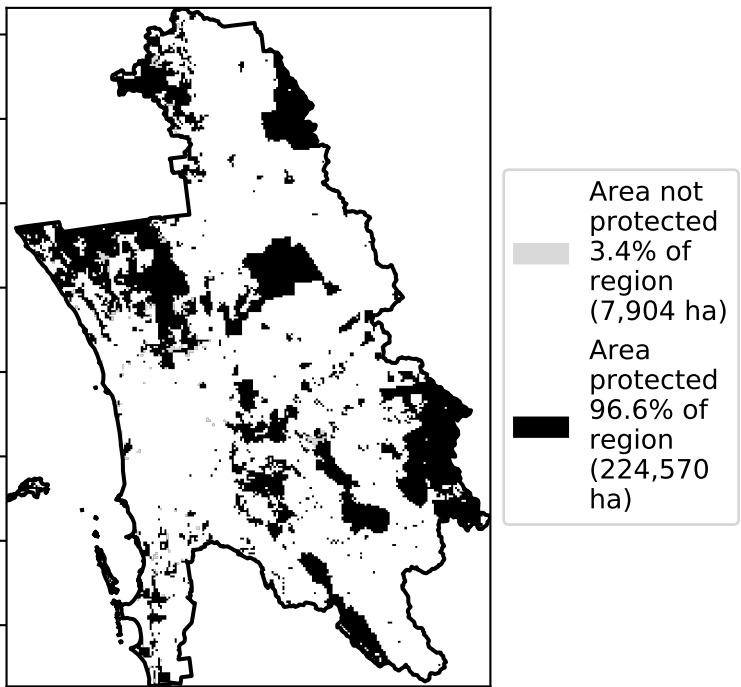 Area not
protected
3.4% of
region
(7,904 ha)
Area
protected
96.6% of
region
(224,570
ha)